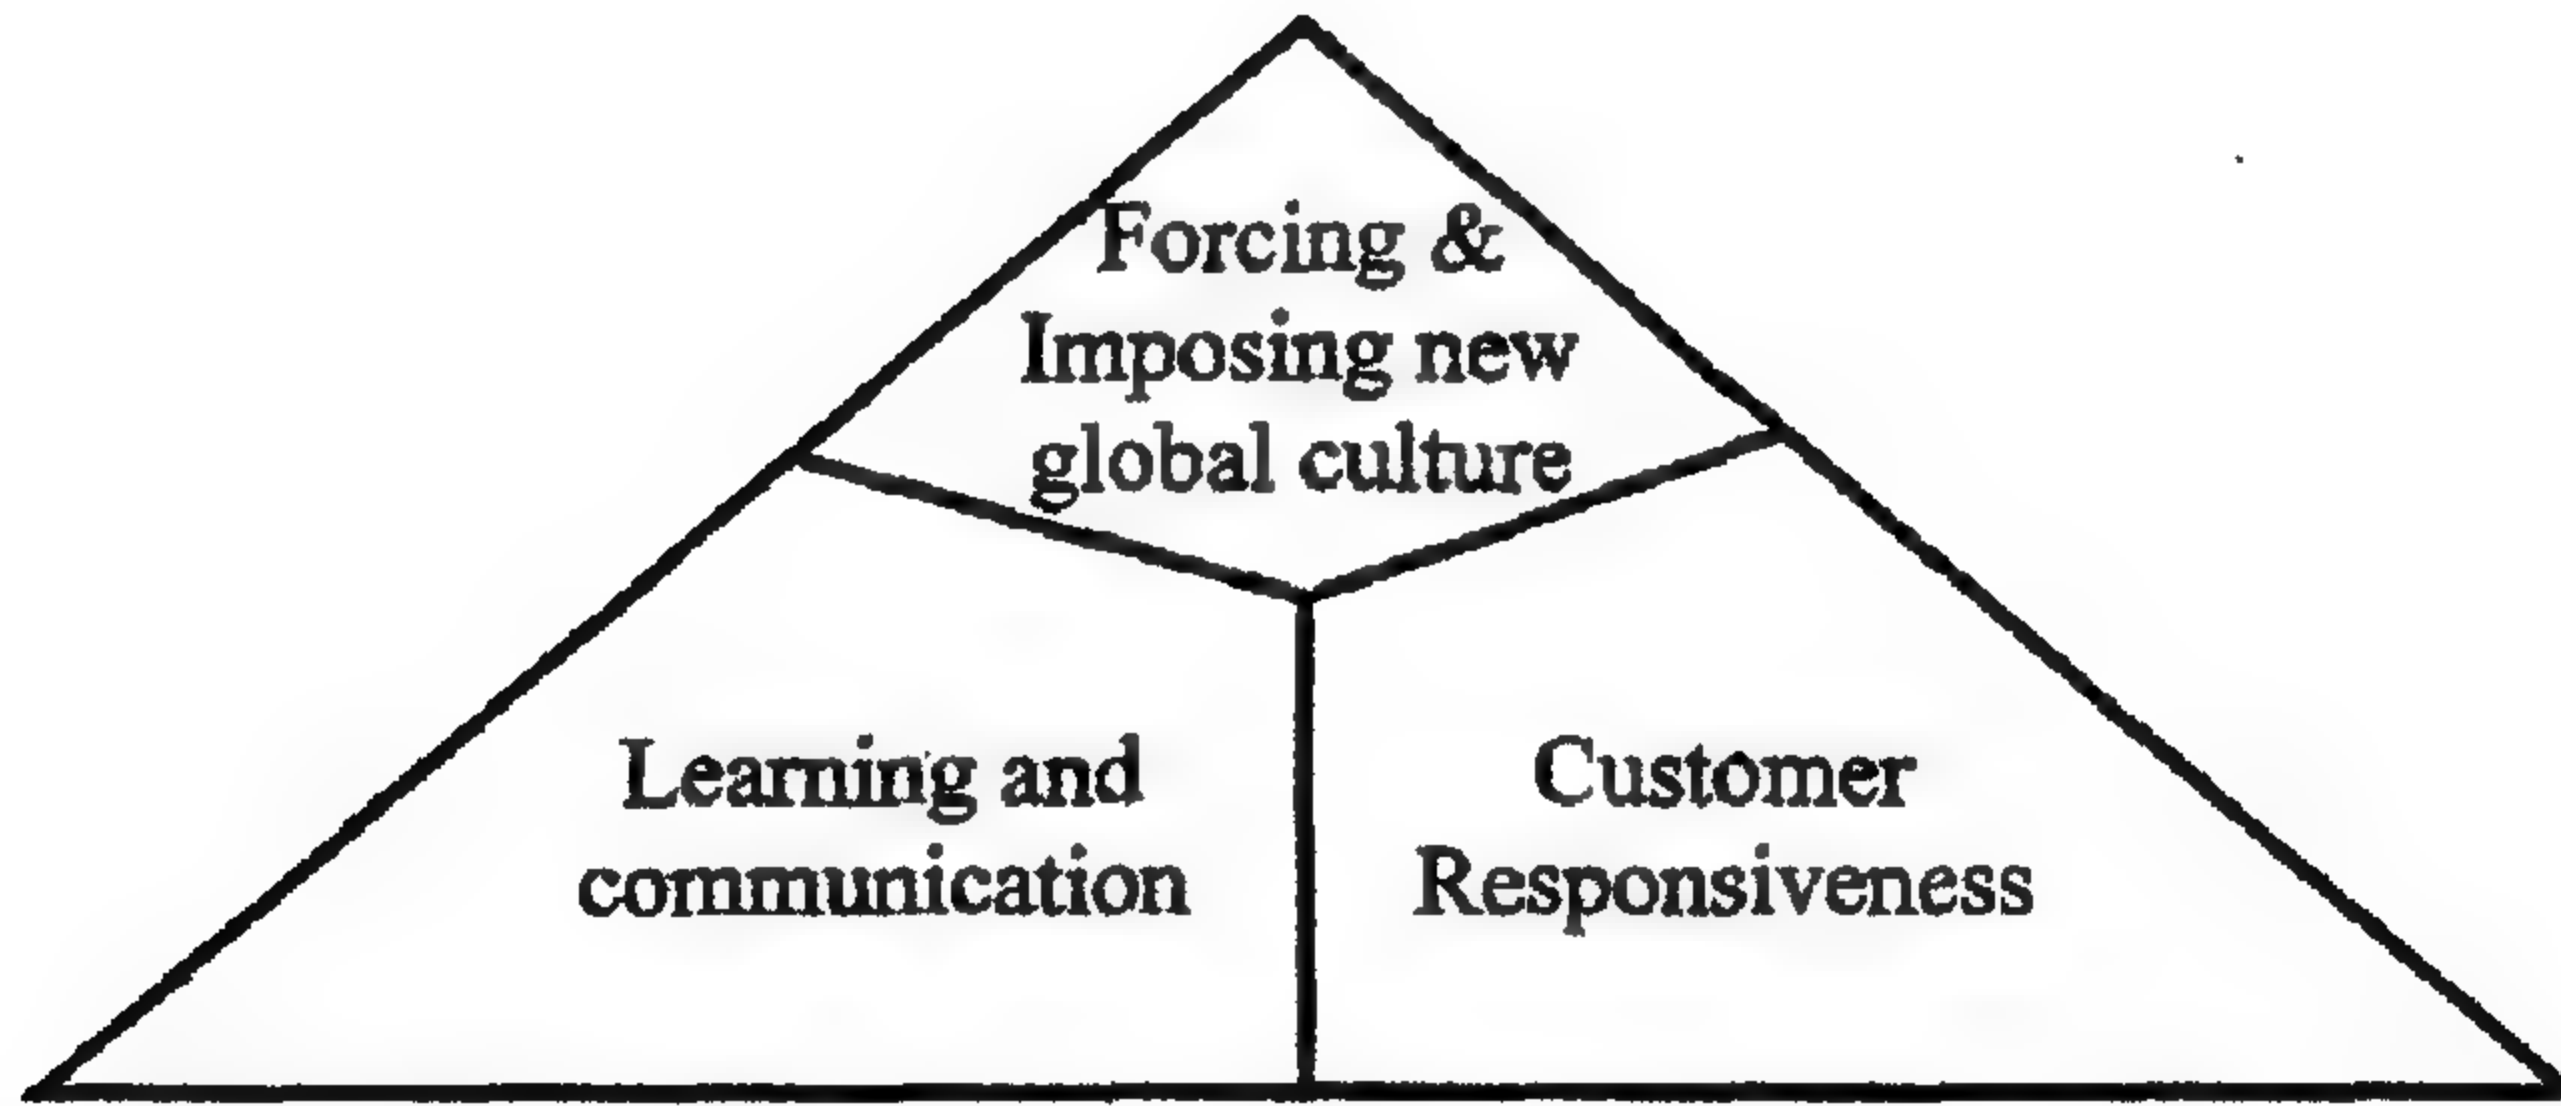 Forcing &
Imposing new
global culture
Learning and
communication
Customer
Responsiveness